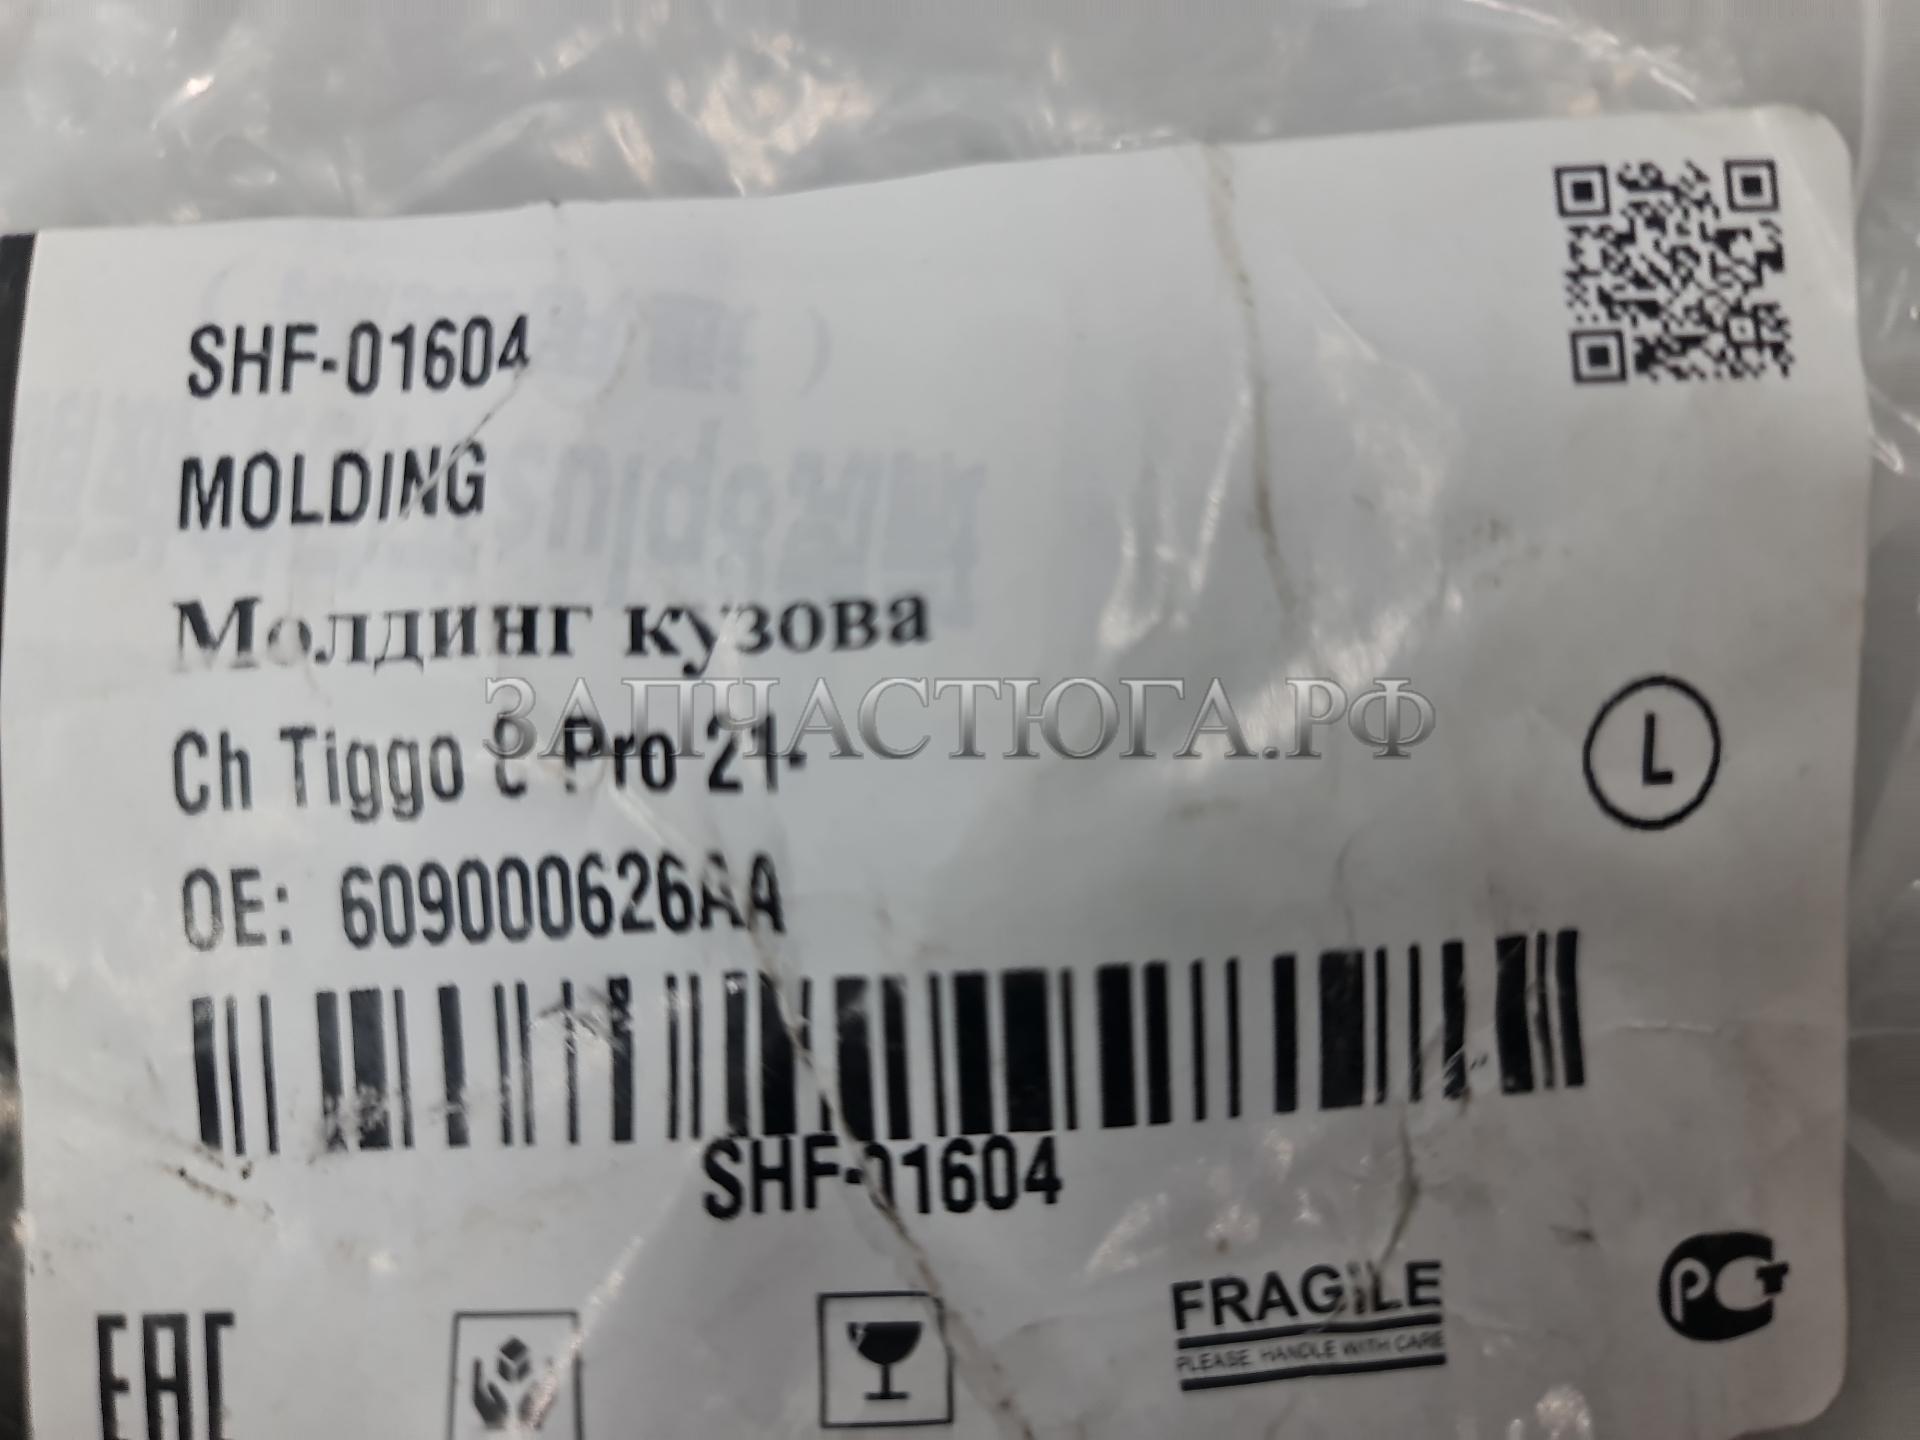 SHF-01604
MOLDING
Молдинг кузова
ЗАПЧАСТЮГА.РФ
Ch Tiggo Pro 21-
L
OE: 609000626AA
SHF-01604
FRAGILE
PLEASE HANDLE WITH CARE
РСТ
EAC